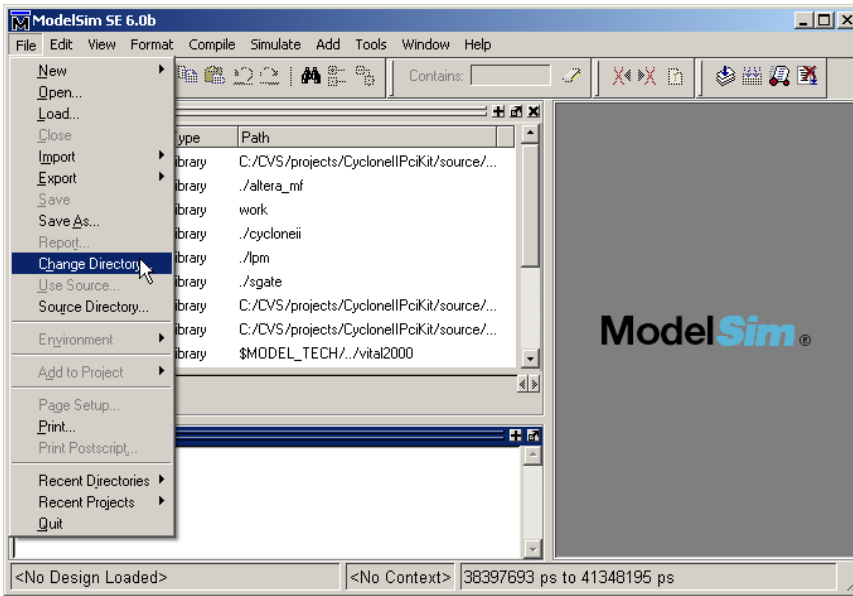 ModelSim SE 6.0b
File Edit View Format Compile Simulate Add Tools Window Help
Contains:
New
Open...
Load...
Close
Import
Export
Save
Save As...
Report...
Change Directory...
Use Source...
Source Directory...
Environment
Add to Project
Page Setup...
Print...
Print Postscript...
Recent Directories
Recent Projects
Quit
ype Path
ibrary C:/CVS/projects/CycloneIIPciKit/source/...
ibrary ./altera_mf
ibrary work
ibrary ./cycloneii
ibrary ./lpm
ibrary ./sgate
ibrary C:/CVS/projects/CycloneIIPciKit/source/...
ibrary C:/CVS/projects/CycloneIIPciKit/source/...
ibrary $MODEL_TECH/../vital2000
ModelSim ®
<No Design Loaded> <No Context> 38397693 ps to 41348195 ps